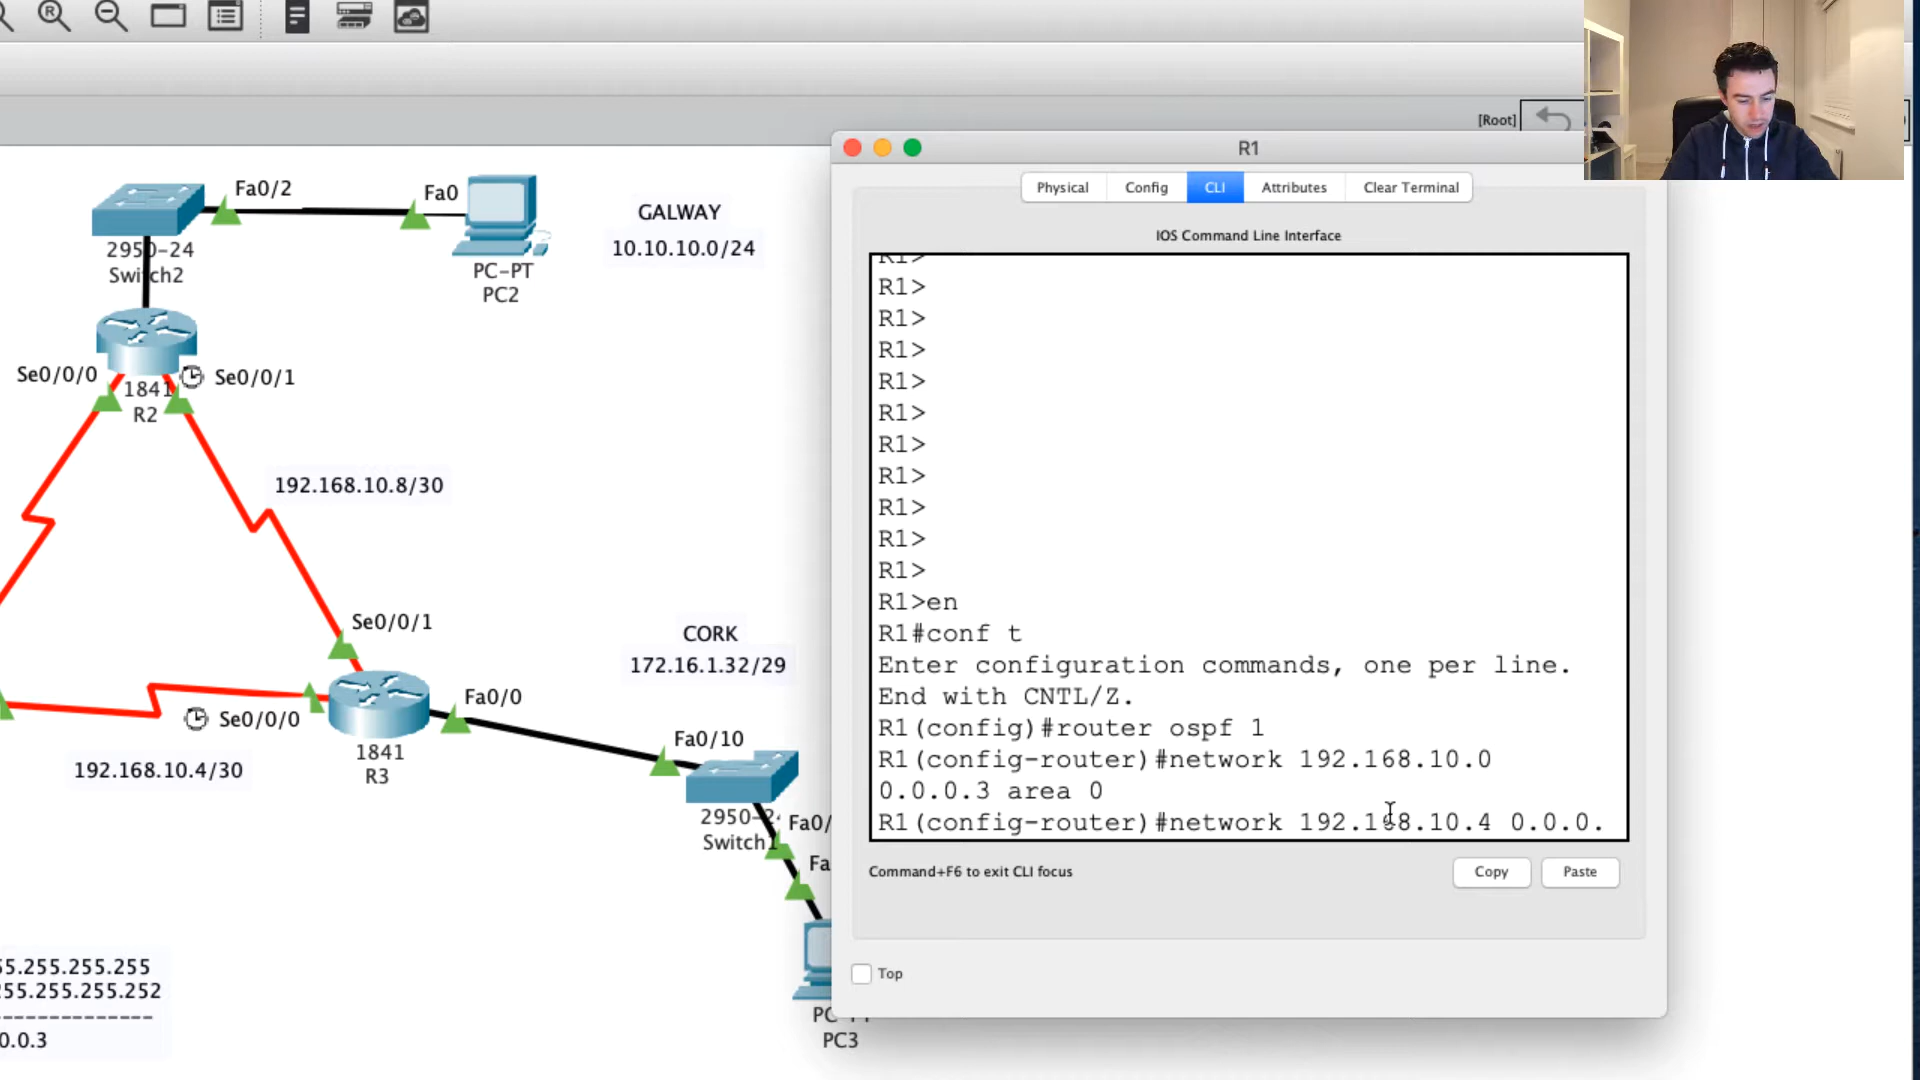 [Root]
Fa0/2
Fa0
2950-24
Switch2
PC-PT
PC2
GALWAY
10.10.10.0/24
Se0/0/0
Se0/0/1
1841
R2
192.168.10.8/30
Se0/0/1
CORK
172.16.1.32/29
Fa0/0
Se0/0/0
1841
R3
192.168.10.4/30
Fa0/10
Switch1
PC3
255.255.255.252
R1
Physical
Config
CLI
Attributes
Clear Terminal
IOS Command Line Interface
R1>
R1>
R1>
R1>
R1>
R1>
R1>
R1>
R1>
R1>
R1>
R1>en
R1#conf t
Enter configuration commands, one per line.
End with CNTL/Z.
R1(config)#router ospf 1
R1(config-router)#network 192.168.10.0
0.0.0.3 area 0
R1(config-router)#network 192.168.10.4 0.0.0.
Command+F6 to exit CLI focus
Copy
Paste
Top